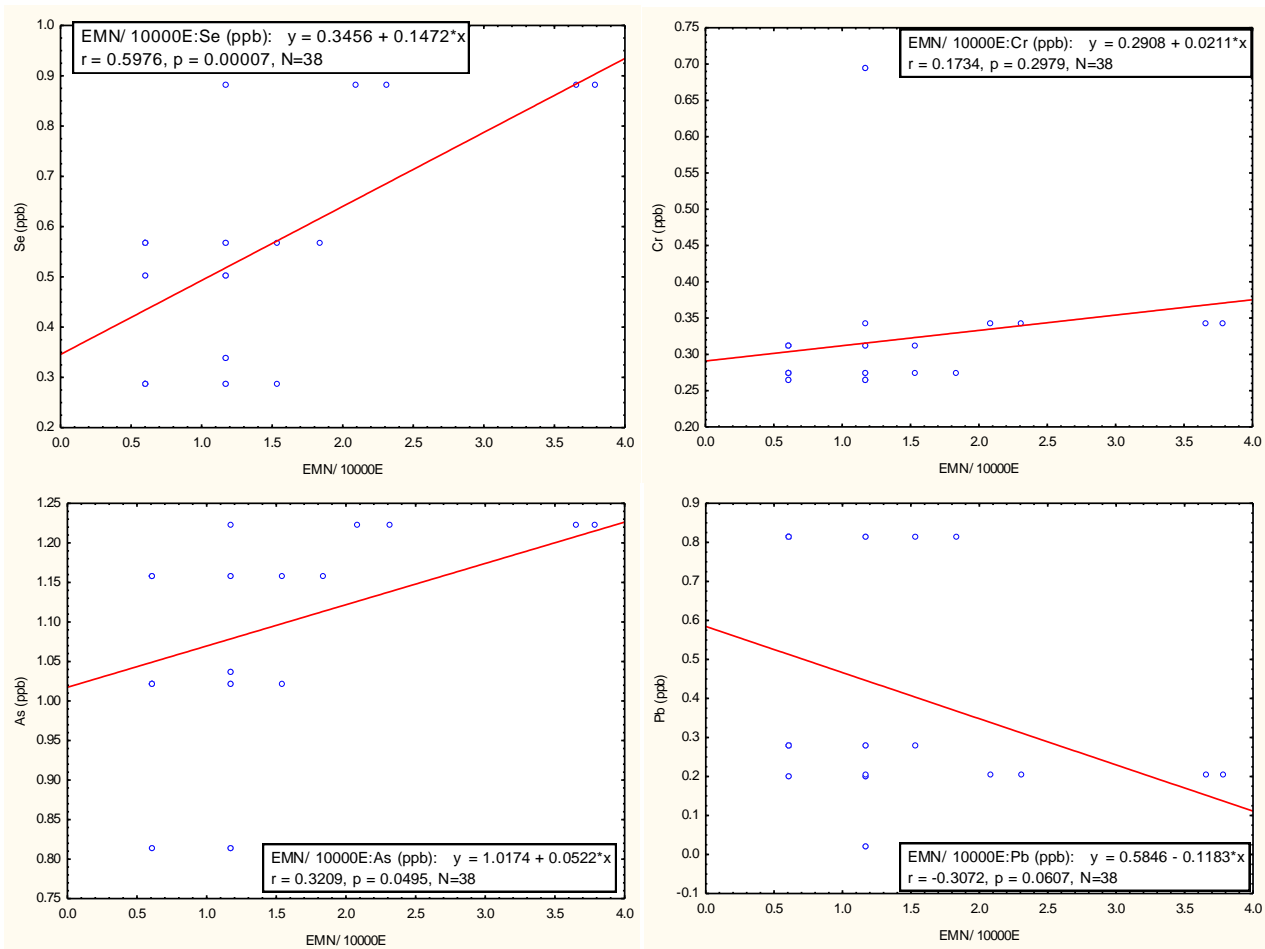 EMN/ 10000E:Se (ppb): y = 0.3456 + 0.1472*x
r = 0.5976, p = 0.00007, N=38
1.0
0.9
0.8
0.7
0.6
0.5
0.4
0.3
0.2
Se (ppb)
0.0 0.5 1.0 1.5 2.0 2.5 3.0 3.5 4.0
EMN/ 10000E
EMN/ 10000E:Cr (ppb): y = 0.2908 + 0.0211*x
r = 0.1734, p = 0.2979, N=38
0.75
0.70
0.65
0.60
0.55
0.50
0.45
0.40
0.35
0.30
0.25
0.20
Cr (ppb)
0.0 0.5 1.0 1.5 2.0 2.5 3.0 3.5 4.0
EMN/ 10000E
1.25
1.20
1.15
1.10
1.05
1.00
0.95
0.90
0.85
0.80
0.75
As (ppb)
EMN/ 10000E:As (ppb): y = 1.0174 + 0.0522*x
r = 0.3209, p = 0.0495, N=38
0.0 0.5 1.0 1.5 2.0 2.5 3.0 3.5 4.0
EMN/ 10000E
0.9
0.8
0.7
0.6
0.5
0.4
0.3
0.2
0.1
0.0
-0.1
Pb (ppb)
EMN/ 10000E:Pb (ppb): y = 0.5846 - 0.1183*x
r = -0.3072, p = 0.0607, N=38
0.0 0.5 1.0 1.5 2.0 2.5 3.0 3.5 4.0
EMN/ 10000E